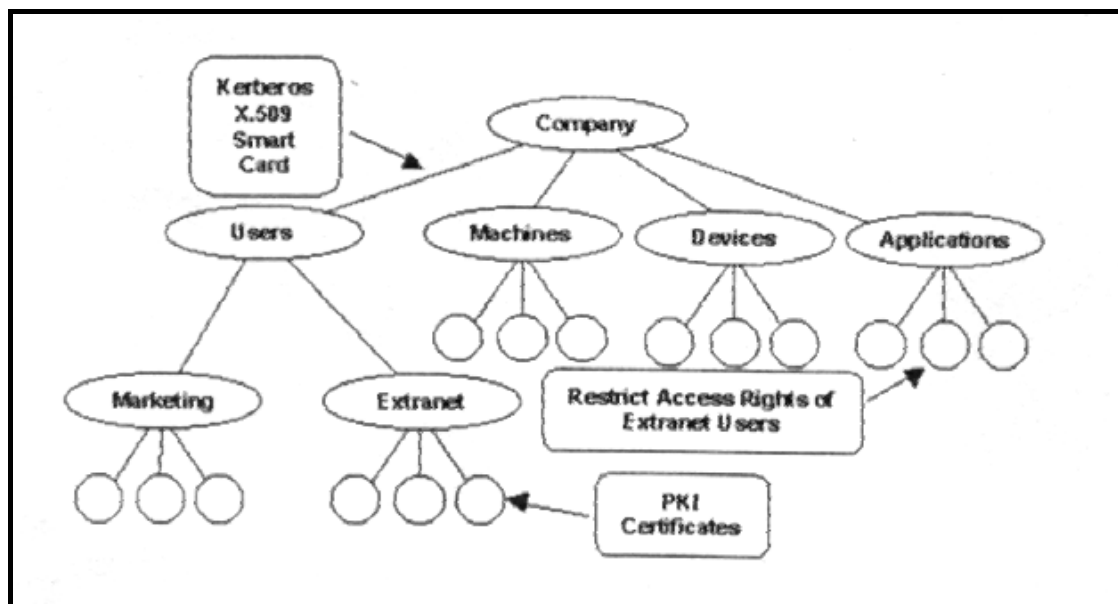 Kerberos
X.509
Smart
Card
Company
Users
Machines
Devices
Applications
Marketing
Extranet
Restrict Access Rights of
Extranet Users
PKI
Certificates